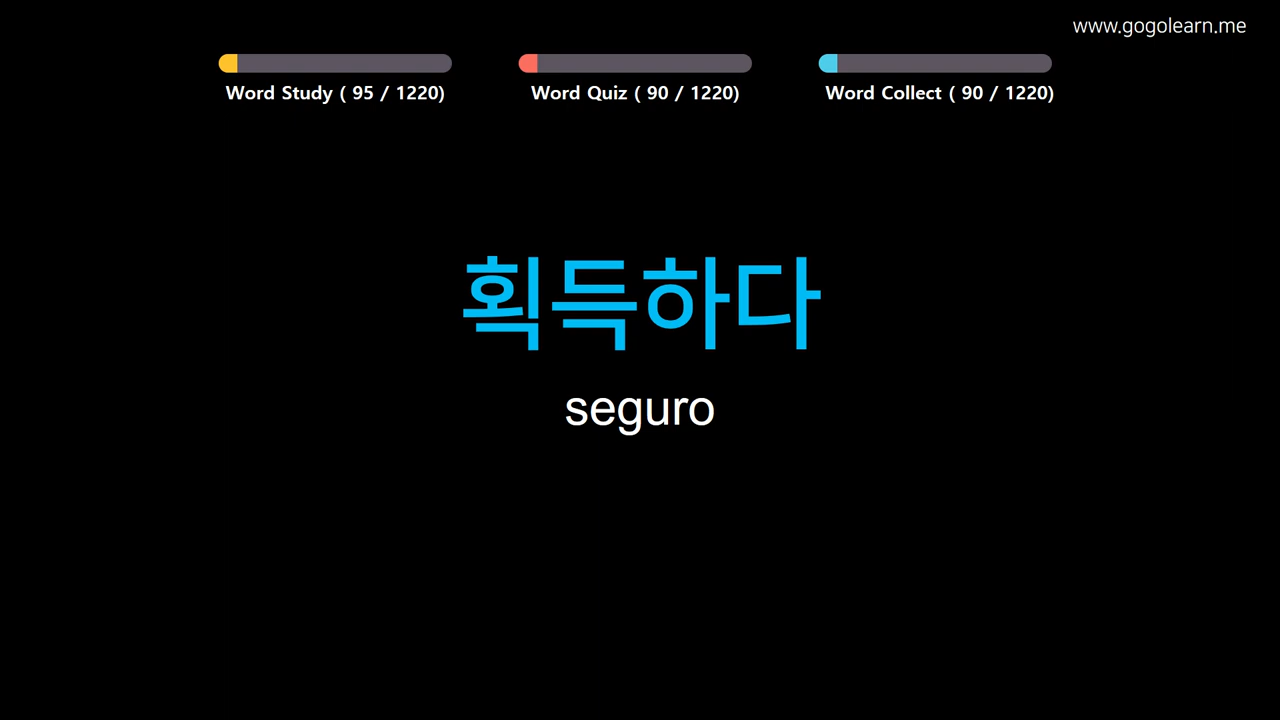 www.gogolearn.me
Word Study ( 95 / 1220)
Word Quiz ( 90 / 1220)
Word Collect ( 90 / 1220)
획득하다
seguro